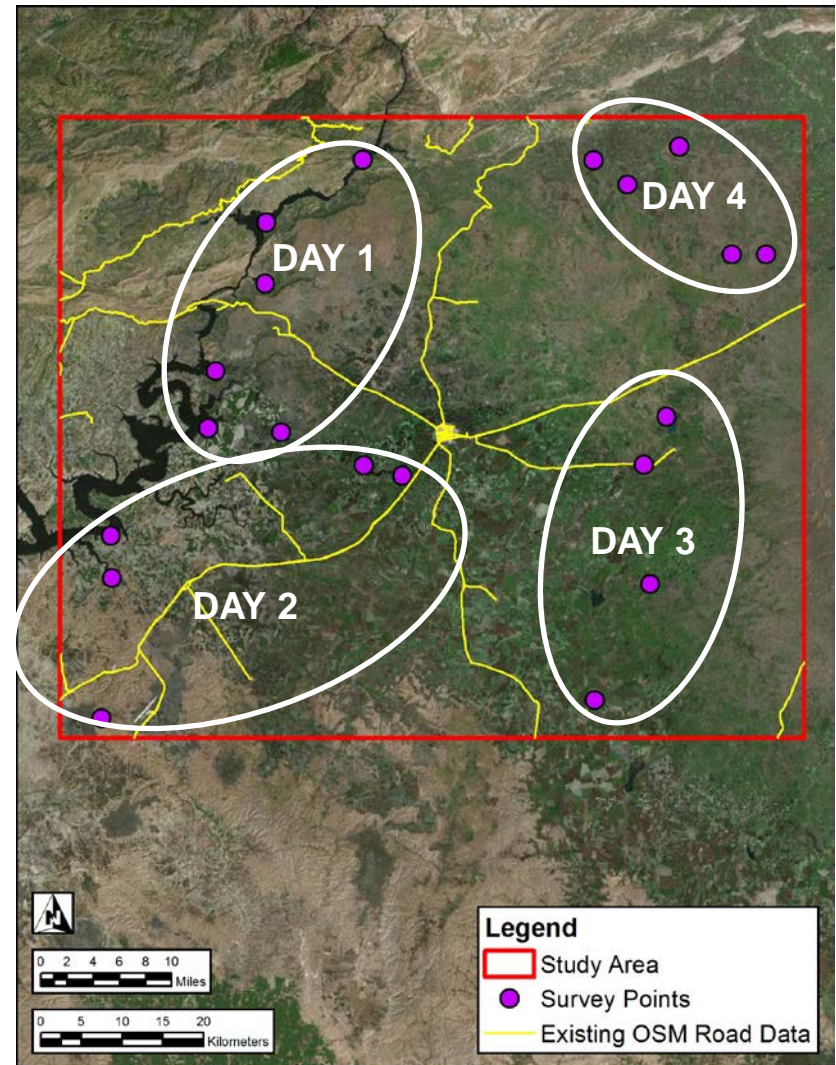 DAY 4
DAY 1
DAY 3
DAY 2
N
0 2 4 6 8 10
Miles
0 5 10 15 20
Kilometers
Legend
Study Area
Survey Points
Existing OSM Road Data